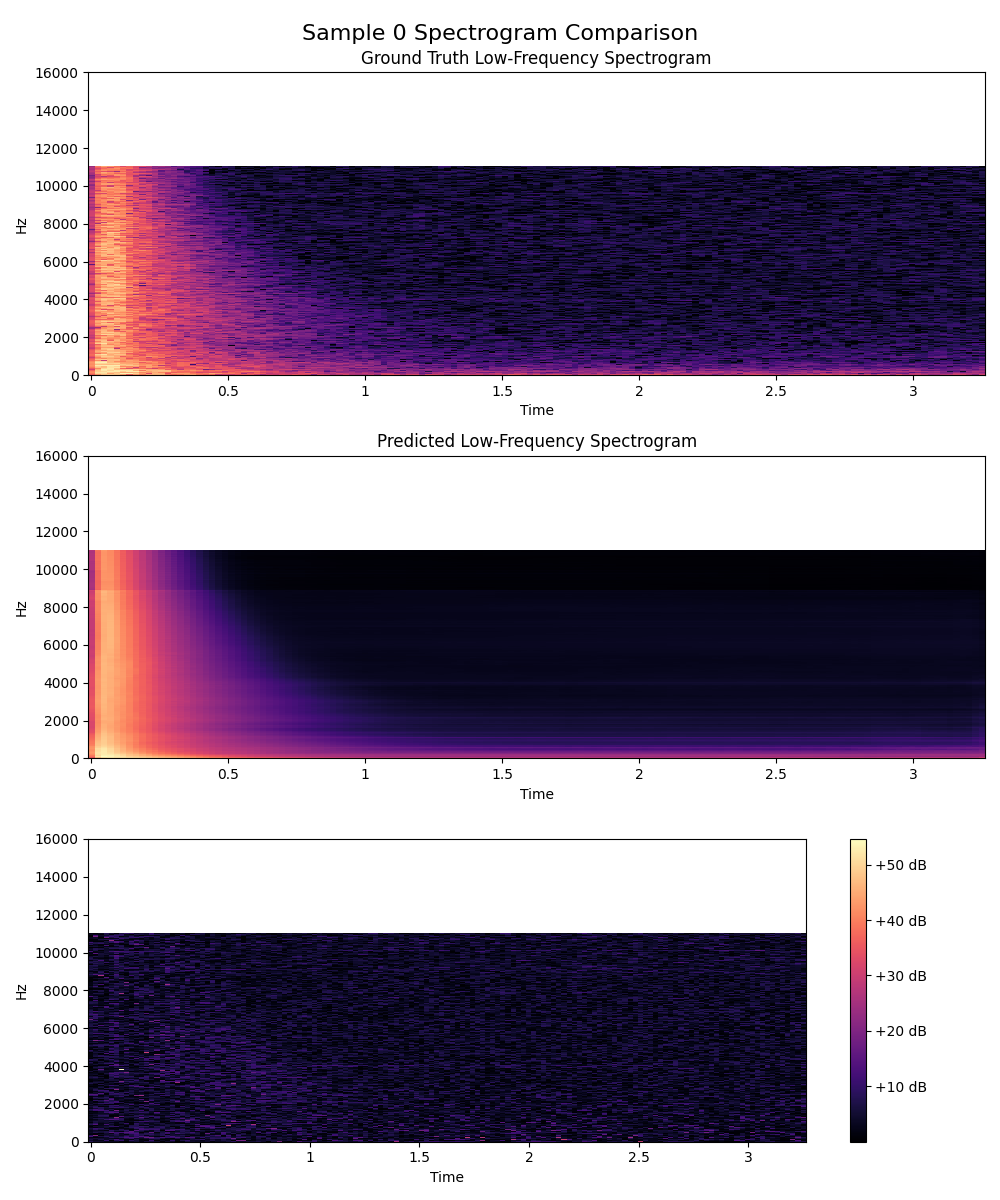 Sample 0 Spectrogram Comparison
Ground Truth Low-Frequency Spectrogram
16000
14000
12000
10000
8000
6000
4000
2000
0
Hz
0 0.5 1 1.5 2 2.5 3
Time
Predicted Low-Frequency Spectrogram
16000
14000
12000
10000
8000
6000
4000
2000
0
Hz
0 0.5 1 1.5 2 2.5 3
Time
16000
14000
12000
10000
8000
6000
4000
2000
0
Hz
0 0.5 1 1.5 2 2.5 3
Time
+50 dB
+40 dB
+30 dB
+20 dB
+10 dB